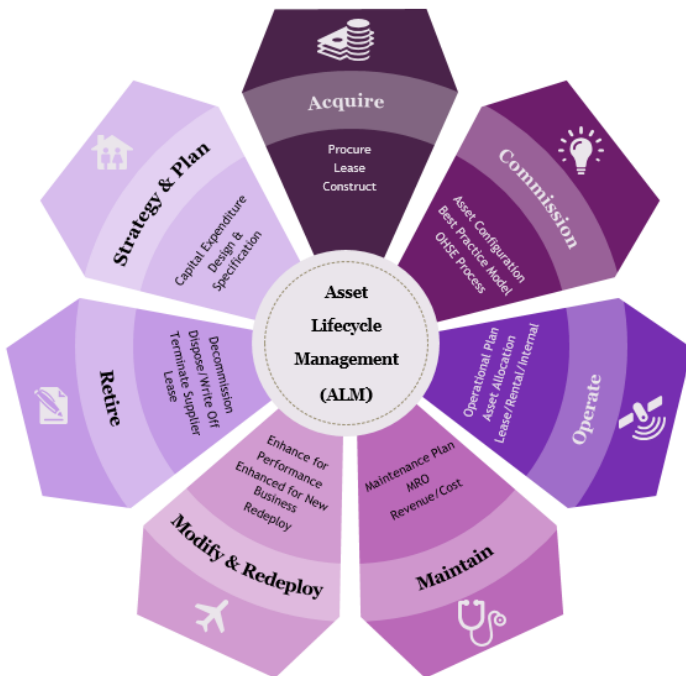 Asset
Lifecycle
Management
(ALM)
Acquire
Procure
Lease
Construct
Commission
Asset Configuration
Best Practice Model
OHSE Process
Operate
Operational Plan
Asset Allocation
Lease/Rental/Internal
Maintain
Maintenance Plan
MRO
Revenue/Cost
Modify & Redeploy
Enhance for
Performance
Enhanced for New
Business
Redeploy
Retire
Decommission
Dispose/Write Off
Terminate Supplier
Lease
Strategy & Plan
Capital Expenditure
Design &
Specification